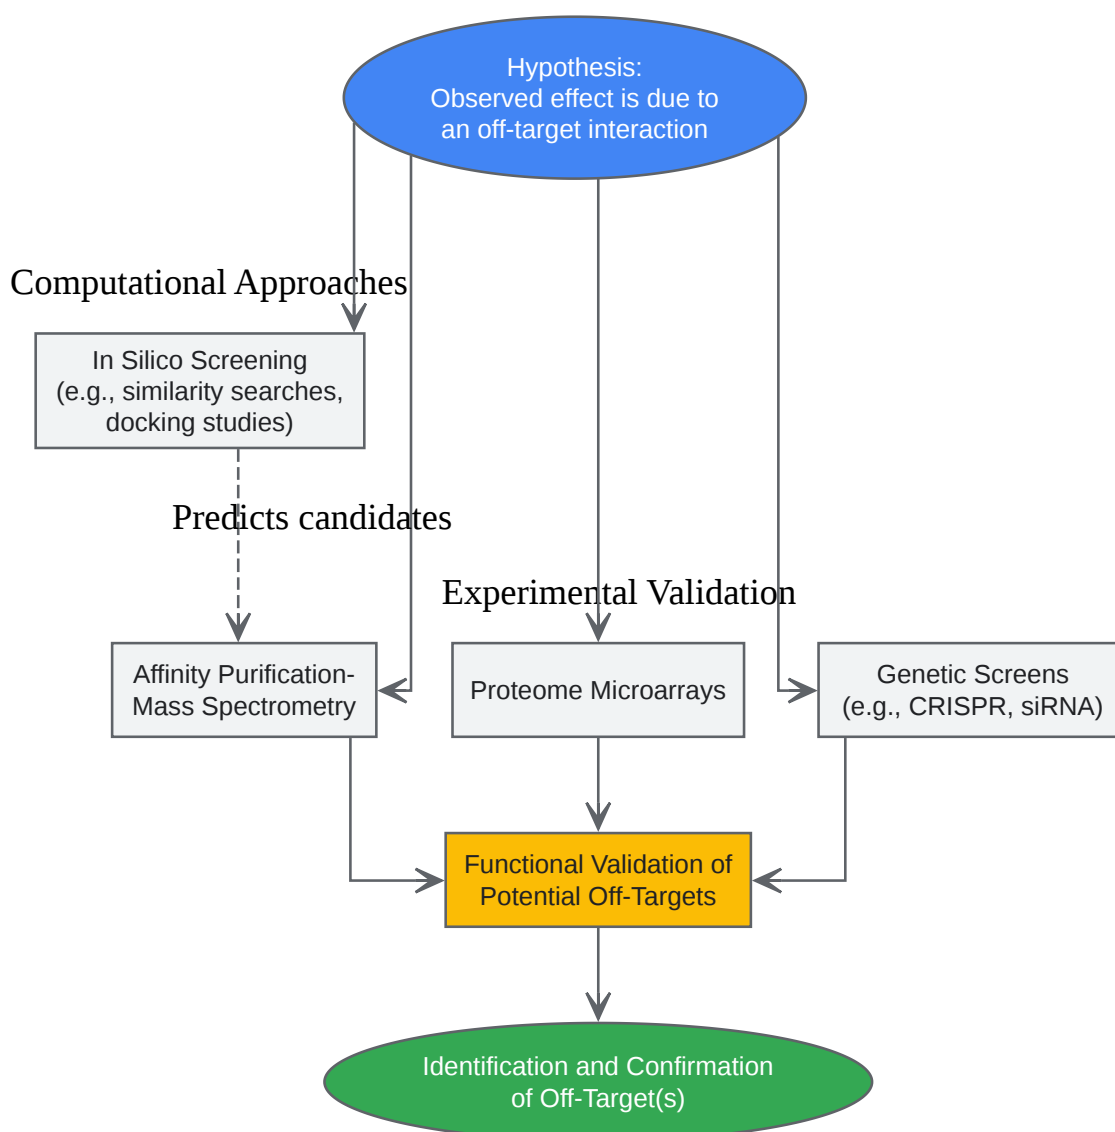 Hypothesis:
Observed effect is due to
an off-target interaction
Computational Approaches
In Silico Screening
(e.g., similarity searches,
docking studies)
Predicts candidates
Experimental Validation
Affinity Purification-
Mass Spectrometry
Proteome Microarrays
Genetic Screens
(e.g., CRISPR, siRNA)
Functional Validation of
Potential Off-Targets
Identification and Confirmation
of Off-Target(s)